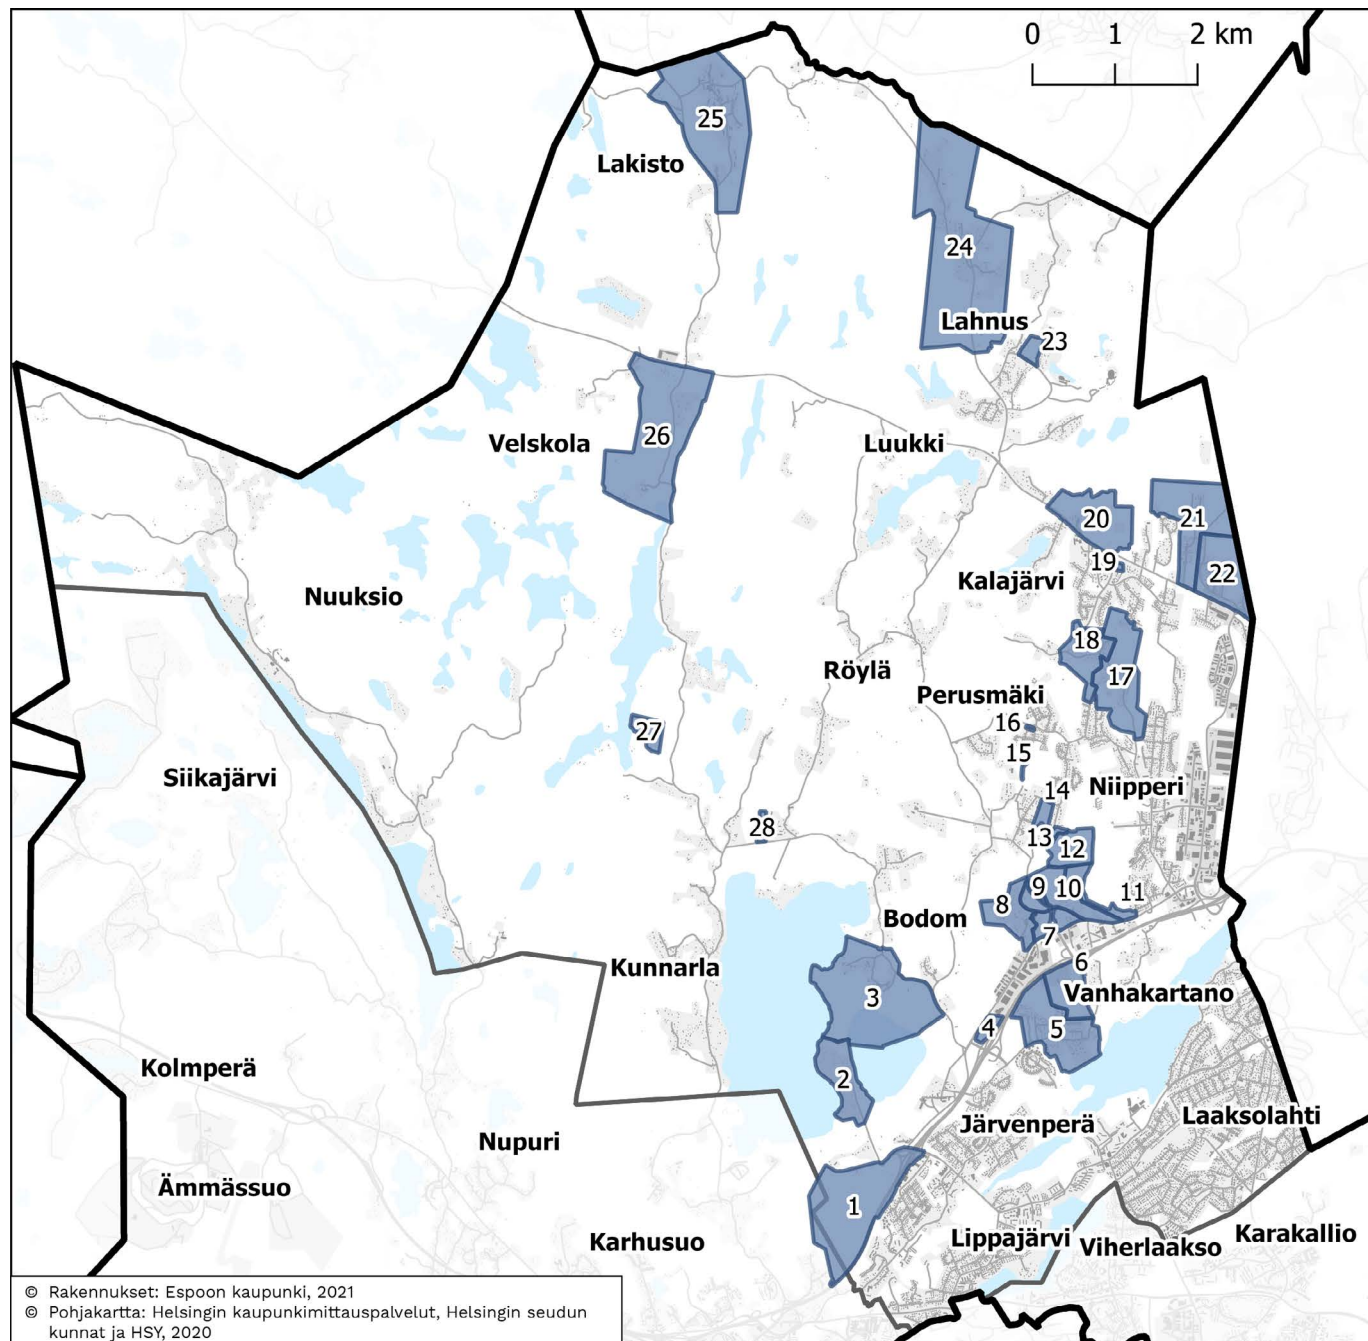 0 1 2 km
25
Lakisto
24
Lahnus
23
Velskola
26
Luukki
20
21
19
22
Kalajärvi
Nuuksio
18
17
Röylä
Perusmäki
16
27
15
Siikajärvi
Niipperi
14
28
13
12
9
10
11
8
Bodom
7
6
Kunnarla
3
Vanhakartano
4
5
Kolmperä
2
Laaksolahti
Järvenperä
Nupuri
Ämmässuo
1
Karhusuo
Lippajärvi
Viherlaakso
Karakallio
© Rakennukset: Espoon kaupunki, 2021
© Pohjakartta: Helsingin kaupunkimittauspalvelut, Helsingin seudun
kunnat ja HSY, 2020